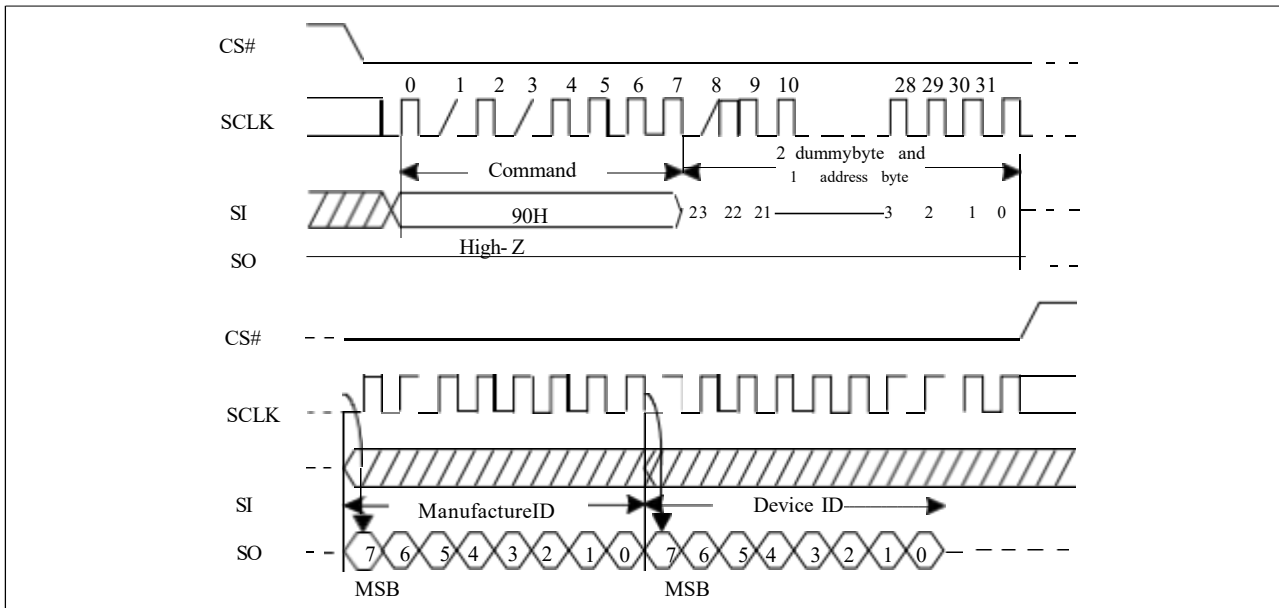 CS#
0 1 2 3 4 5 6 7 8 9 10 28 29 30 31
SCLK
Command
2 dummybyte and
1 address byte
SI
90H
23 22 21 3 2 1 0
High- Z
SO
CS#
SCLK
SI
ManufactureID
Device ID
SO
7 6 5 4 3 2 1 0 7 6 5 4 3 2 1 0
MSB
MSB